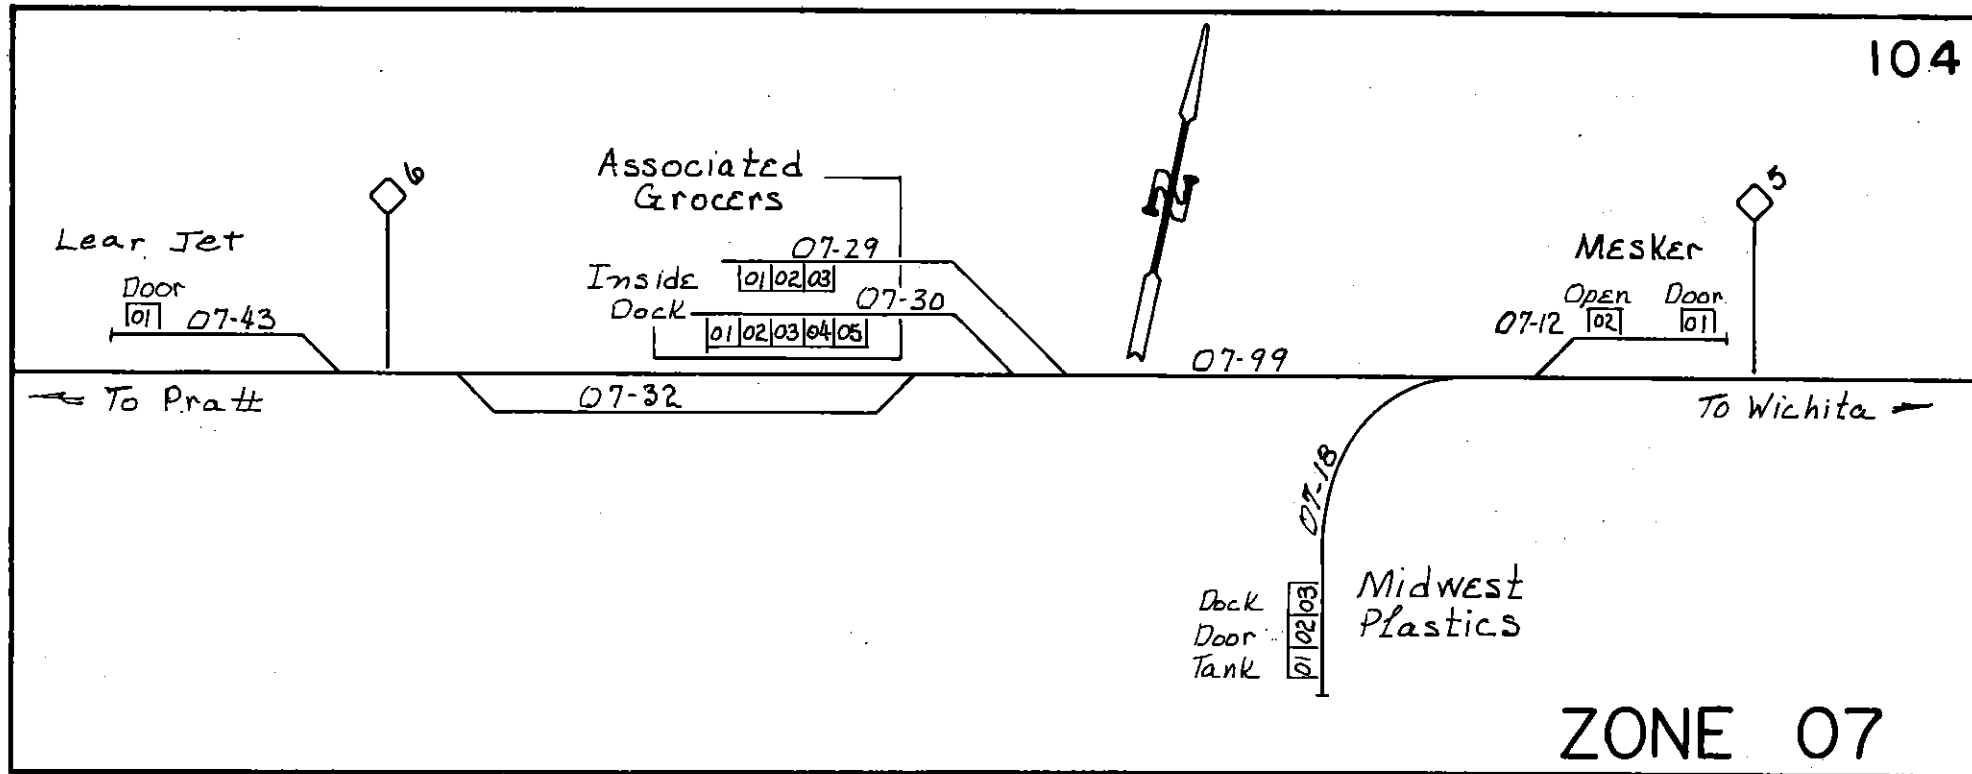 104
6
5
Associated
Grocers
Lear Jet
Door
01
07-43
Inside
Dock
07-29
01 02 03
07-30
01 02 03 04 05
N
Mesker
Open Door
07-12 02 01
07-99
To Pratt
07-32
To Wichita
07-18
Dock 03
Door 02
Tank 01
Midwest
Plastics
ZONE 07